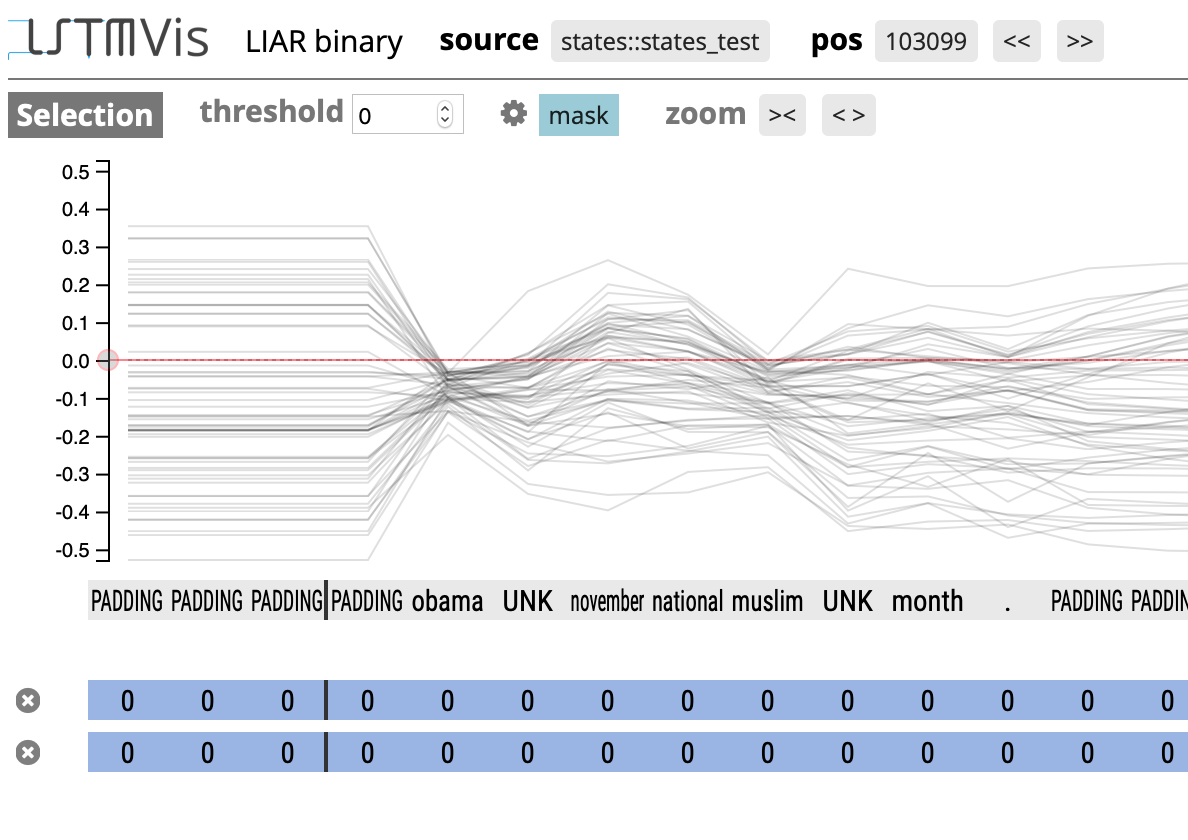 LSTMVis LIAR binary source states::states_test pos 103099 << >>
Selection threshold 0 mask zoom >< < >
0.5
0.4
0.3
0.2
0.1
0.0
-0.1
-0.2
-0.3
-0.4
-0.5
PADDING PADDING PADDING PADDING obama UNK november national muslim UNK month . PADDING PADDIN
0 0 0 0 0 0 0 0 0 0 0 0 0 0
0 0 0 0 0 0 0 0 0 0 0 0 0 0